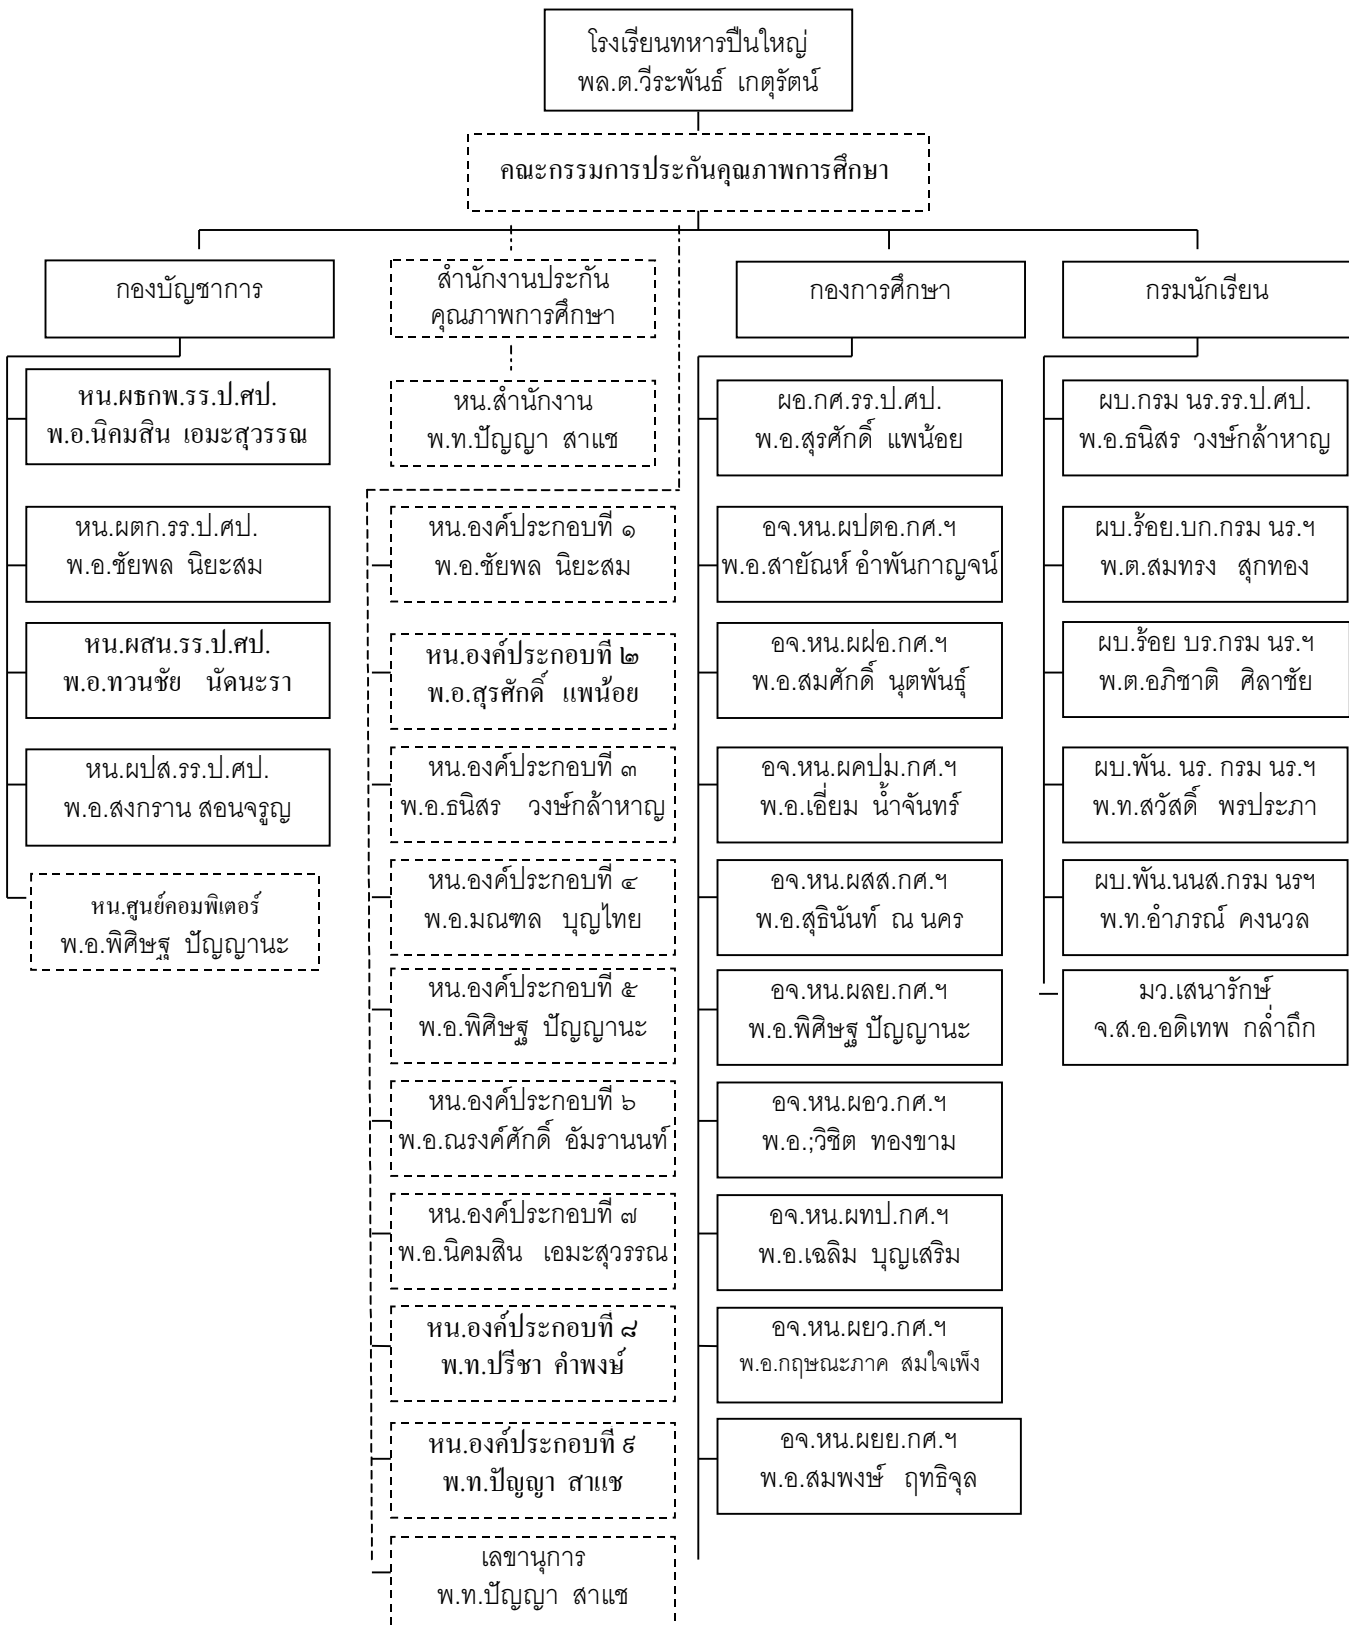 โรงเรียนทหารปืนใหญ่
พล.ต.วีระพันธ์ เกตุรัตน์
คณะกรรมการประกันคุณภาพการศึกษา
กองบัญชาการ
หน.ผธกพ.รร.ป.ศป.
พ.อ.นิคมสิน เอมะสุวรรณ
หน.ผตก.รร.ป.ศป.
พ.อ.ชัยพล นิยะสม
หน.ผสน.รร.ป.ศป.
พ.อ.ทวนชัย นัดนะรา
หน.ผปส.รร.ป.ศป.
พ.อ.สงกราน สอนจรูญ
หน.ศูนย์คอมพิเตอร์
พ.อ.พิศิษฐ ปัญญานะ
สำนักงานประกัน
คุณภาพการศึกษา
หน.สำนักงาน
พ.ท.ปัญญา สาแช
หน.องค์ประกอบที่ ๑
พ.อ.ชัยพล นิยะสม
หน.องค์ประกอบที่ ๒
พ.อ.สุรศักดิ์ แพน้อย
หน.องค์ประกอบที่ ๓
พ.อ.ธนิสร วงษ์กล้าหาญ
หน.องค์ประกอบที่ ๔
พ.อ.มณฑล บุญไทย
หน.องค์ประกอบที่ ๕
พ.อ.พิศิษฐ ปัญญานะ
หน.องค์ประกอบที่ ๖
พ.อ.ณรงค์ศักดิ์ อัมรานนท์
หน.องค์ประกอบที่ ๗
พ.อ.นิคมสิน เอมะสุวรรณ
หน.องค์ประกอบที่ ๘
พ.ท.ปรีชา คำพงษ์
หน.องค์ประกอบที่ ๙
พ.ท.ปัญญา สาแช
เลขานุการ
พ.ท.ปัญญา สาแช
กองการศึกษา
ผอ.กศ.รร.ป.ศป.
พ.อ.สุรศักดิ์ แพน้อย
อจ.หน.ผปตอ.กศ.ฯ
พ.อ.สายัณห์ อำพันกาญจน์
อจ.หน.ผฝอ.กศ.ฯ
พ.อ.สมศักดิ์ นุตพันธุ์
อจ.หน.ผคปม.กศ.ฯ
พ.อ.เอี่ยม น้ำจันทร์
อจ.หน.ผสส.กศ.ฯ
พ.อ.สุธินันท์ ณ นคร
อจ.หน.ผลย.กศ.ฯ
พ.อ.พิศิษฐ ปัญญานะ
อจ.หน.ผอว.กศ.ฯ
พ.อ.;วิชิต ทองขาม
อจ.หน.ผทป.กศ.ฯ
พ.อ.เฉลิม บุญเสริม
อจ.หน.ผยว.กศ.ฯ
พ.อ.กฤษณะภาค สมใจเพ็ง
อจ.หน.ผยย.กศ.ฯ
พ.อ.สมพงษ์ ฤทธิจุล
กรมนักเรียน
ผบ.กรม นร.รร.ป.ศป.
พ.อ.ธนิสร วงษ์กล้าหาญ
ผบ.ร้อย.บก.กรม นร.ฯ
พ.ต.สมทรง สุกทอง
ผบ.ร้อย บร.กรม นร.ฯ
พ.ต.อภิชาติ ศิลาชัย
ผบ.พัน. นร. กรม นร.ฯ
พ.ท.สวัสดิ์ พรประภา
ผบ.พัน.นนส.กรม นรฯ
พ.ท.อำภรณ์ คงนวล
มว.เสนารักษ์
จ.ส.อ.อดิเทพ กล่ำถึก